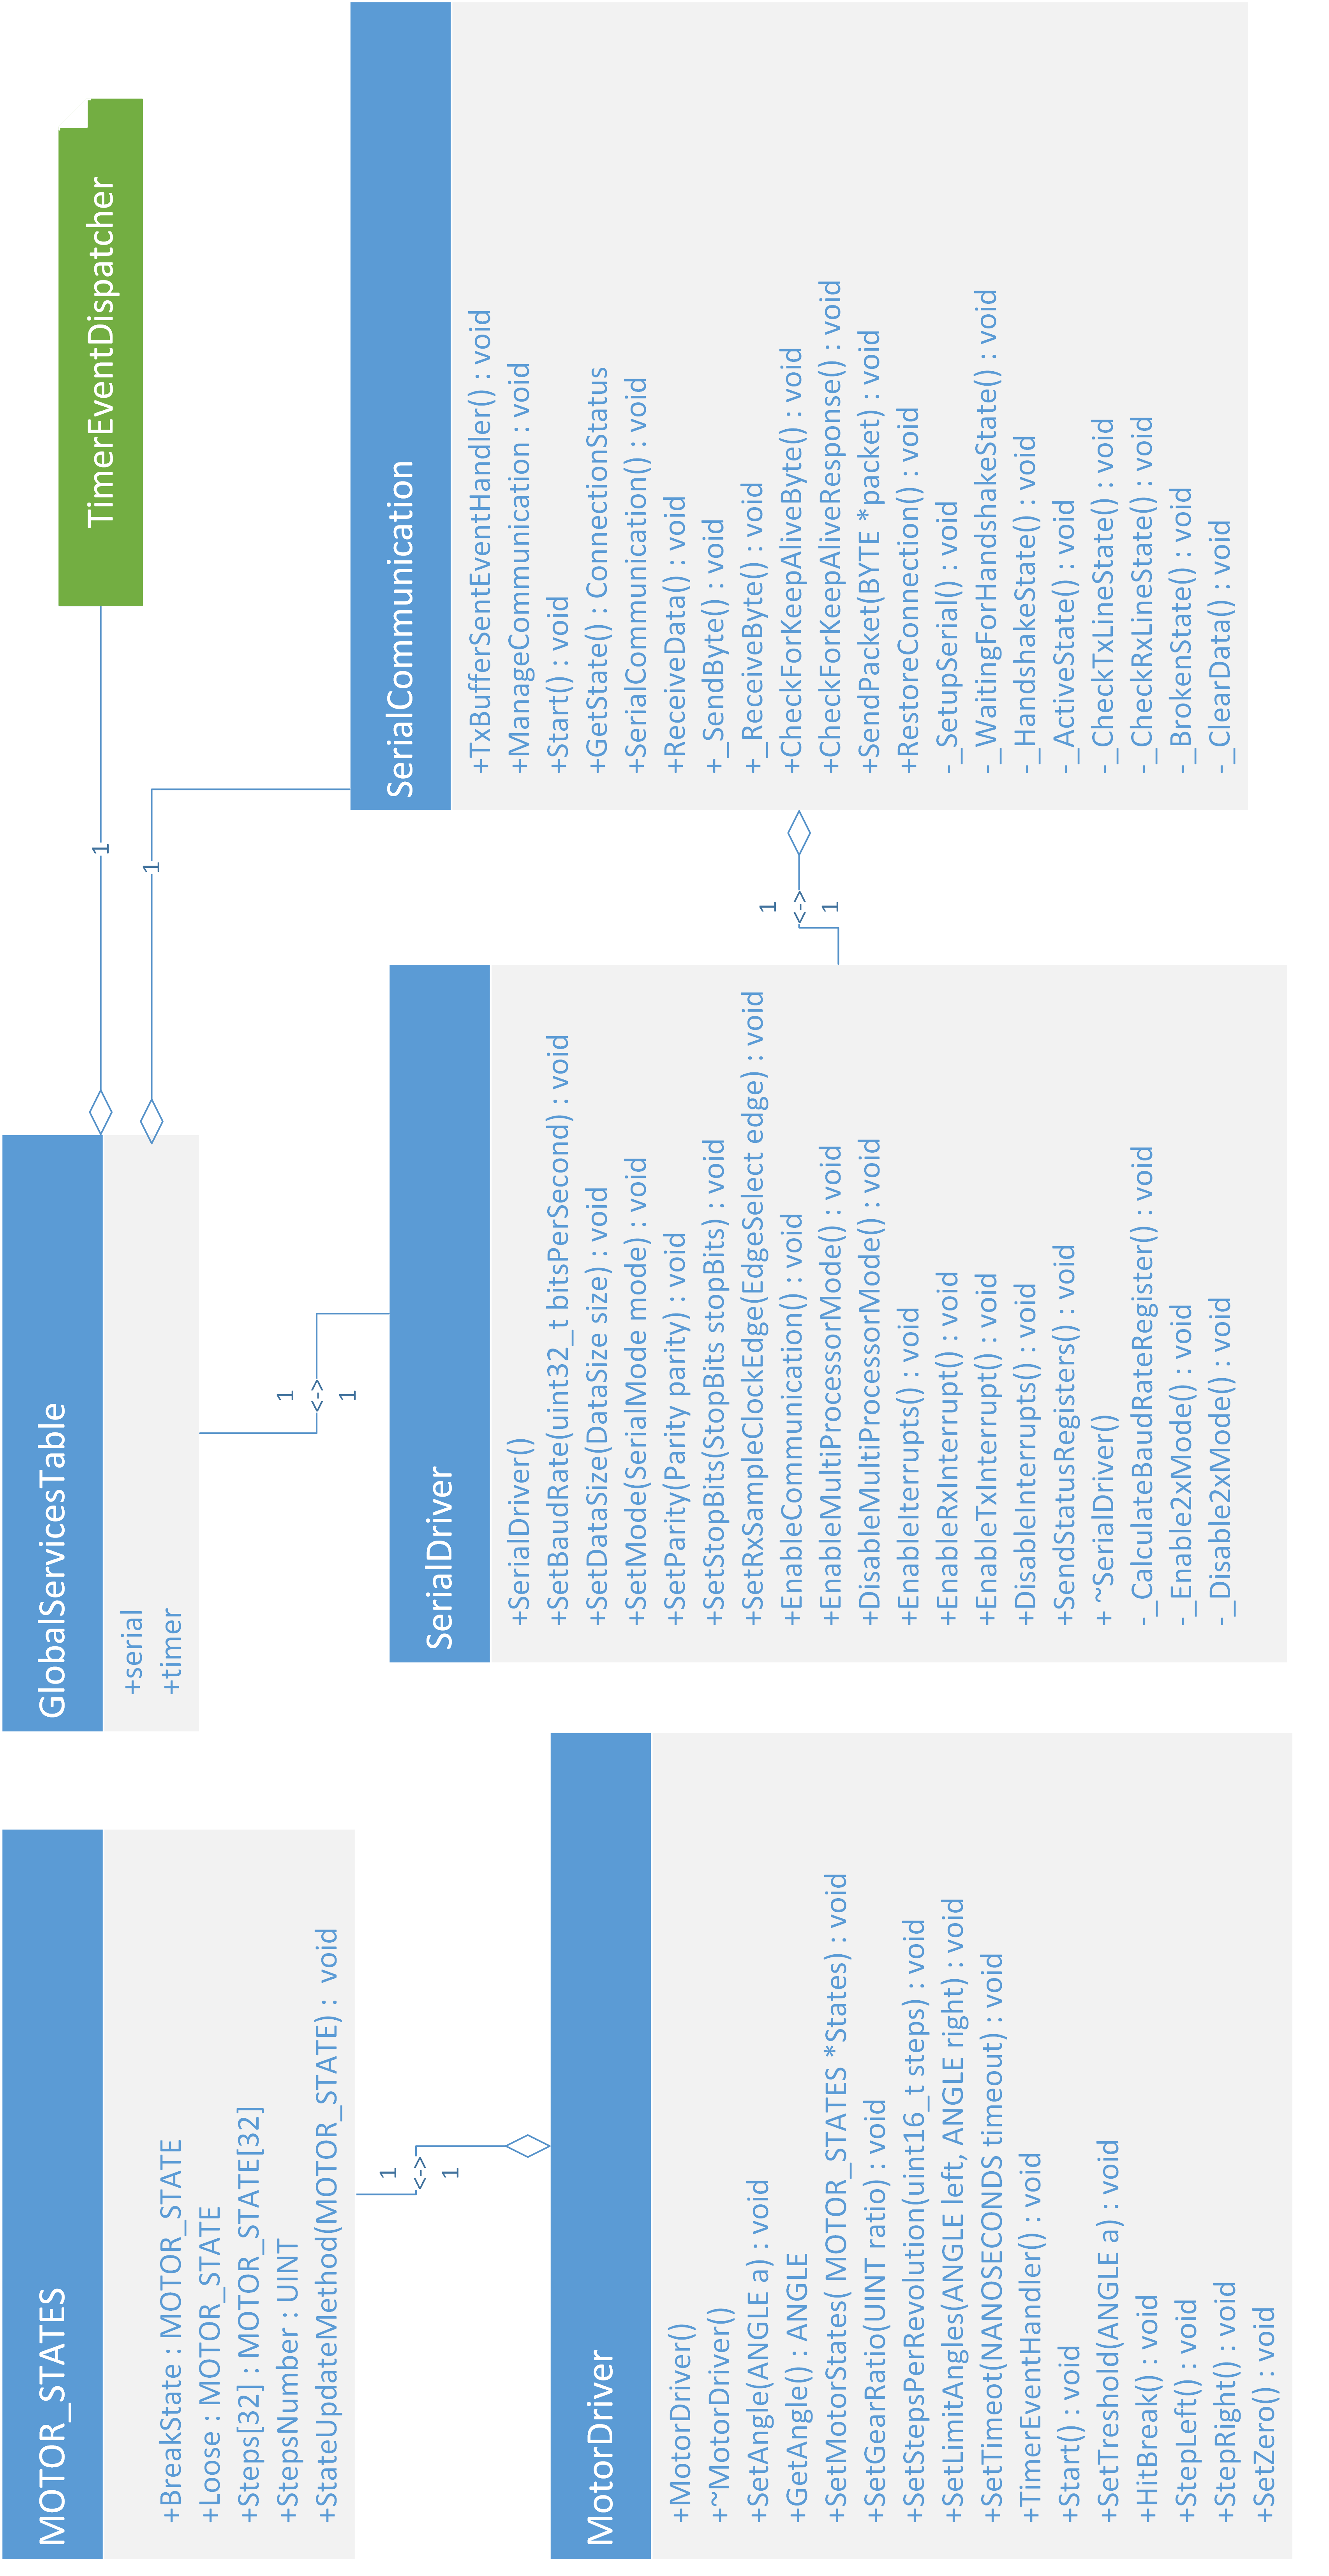 MOTOR_STATES
+BreakState : MOTOR_STATE
+Loose : MOTOR_STATE
+Steps[32] : MOTOR_STATE[32]
+StepsNumber : UINT
+StateUpdateMethod(MOTOR_STATE) : void
GlobalServicesTable
+serial
+timer
TimerEventDispatcher
1
1
1
<->
1
1
<->
1
1
<->
1
MotorDriver
+MotorDriver()
+~MotorDriver()
+SetAngle(ANGLE a) : void
+GetAngle() : ANGLE
+SetMotorStates( MOTOR_STATES *States) : void
+SetGearRatio(UINT ratio) : void
+SetStepsPerRevolution(uint16_t steps) : void
+SetLimitAngles(ANGLE left, ANGLE right) : void
+SetTimeot(NANOSECONDS timeout) : void
+TimerEventHandler() : void
+Start() : void
+SetTreshold(ANGLE a) : void
+HitBreak() : void
+StepLeft() : void
+StepRight() : void
+SetZero() : void
SerialDriver
+SerialDriver()
+SetBaudRate(uint32_t bitsPerSecond) : void
+SetDataSize(DataSize size) : void
+SetMode(SerialMode mode) : void
+SetParity(Parity parity) : void
+SetStopBits(StopBits stopBits) : void
+SetRxSampleClockEdge(EdgeSelect edge) : void
+EnableCommunication() : void
+EnableMultiProcessorMode() : void
+DisableMultiProcessorMode() : void
+EnableIterrupts() : void
+EnableRxInterrupt() : void
+EnableTxInterrupt() : void
+DisableInterrupts() : void
+SendStatusRegisters() : void
+ ~SerialDriver()
-_CalculateBaudRateRegister() : void
-_Enable2xMode() : void
-_Disable2xMode() : void
SerialCommunication
+TxBufferSentEventHandler() : void
+ManageCommunication : void
+Start() : void
+GetState() : ConnectionStatus
+SerialCommunication() : void
+ReceiveData() : void
+_SendByte() : void
+_ReceiveByte() : void
+CheckForKeepAliveByte() : void
+CheckForKeepAliveResponse() : void
+SendPacket(BYTE *packet) : void
+RestoreConnection() : void
-_SetupSerial() : void
-_WaitingForHandshakeState() : void
-_HandshakeState() : void
-_ActiveState() : void
-_CheckTxLineState() : void
-_CheckRxLineState() : void
-_BrokenState() : void
-_ClearData() : void